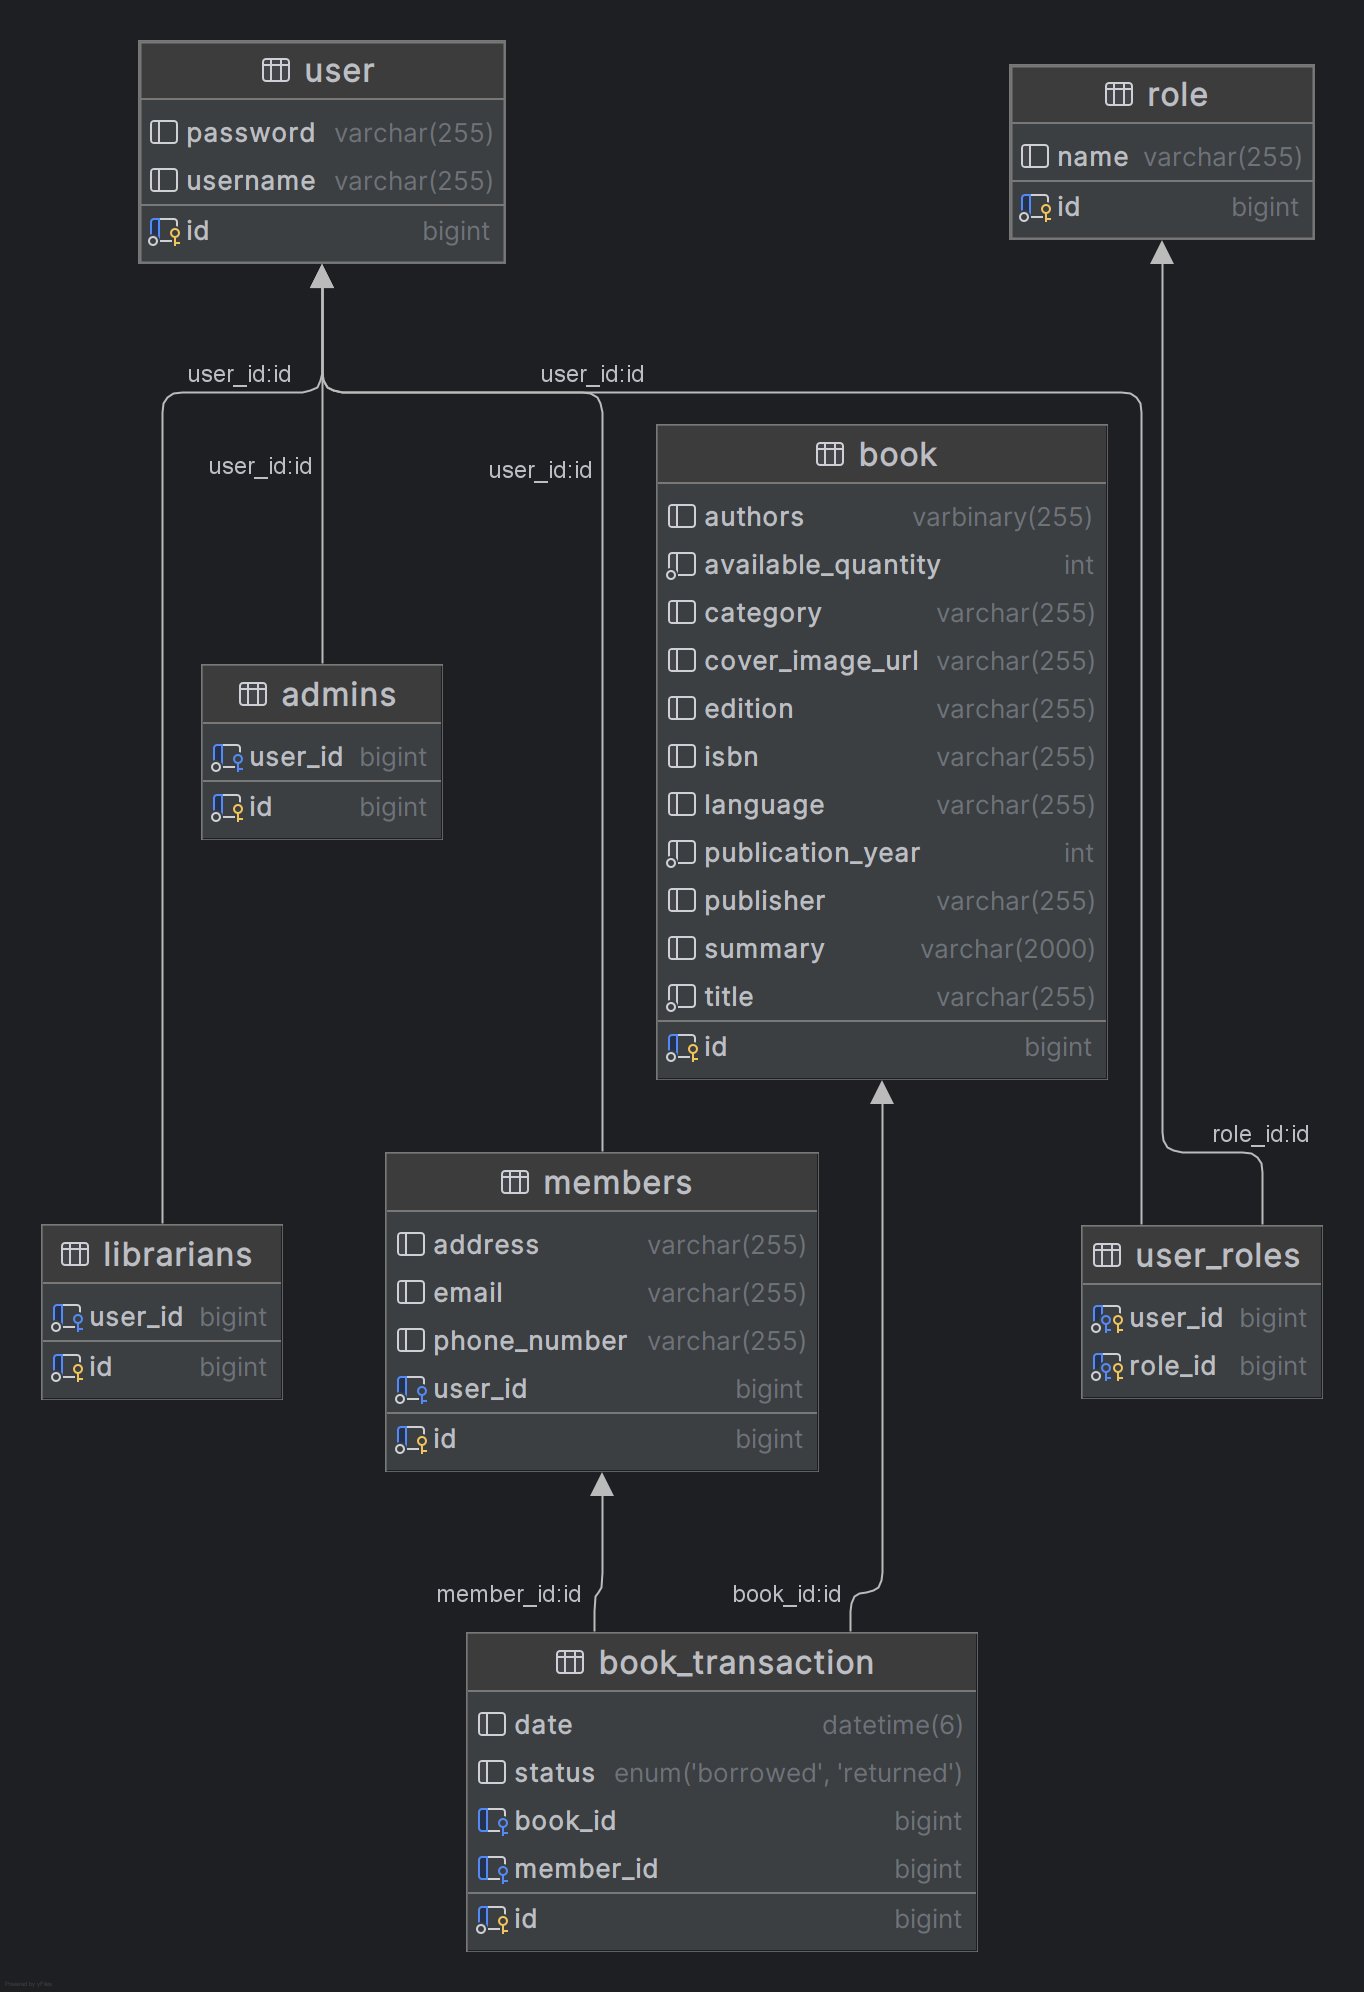 user
password varchar(255)
username varchar(255)
id bigint
role
name varchar(255)
id bigint
user_id:id
user_id:id
user_id:id
user_id:id
book
authors varbinary(255)
available_quantity int
category varchar(255)
cover_image_url varchar(255)
edition varchar(255)
isbn varchar(255)
language varchar(255)
publication_year int
publisher varchar(255)
summary varchar(2000)
title varchar(255)
id bigint
admins
user_id bigint
id bigint
role_id:id
members
address varchar(255)
email varchar(255)
phone_number varchar(255)
user_id bigint
id bigint
librarians
user_id bigint
id bigint
user_roles
user_id bigint
role_id bigint
member_id:id
book_id:id
book_transaction
date datetime(6)
status enum('borrowed', 'returned')
book_id bigint
member_id bigint
id bigint
Powered by yFiles